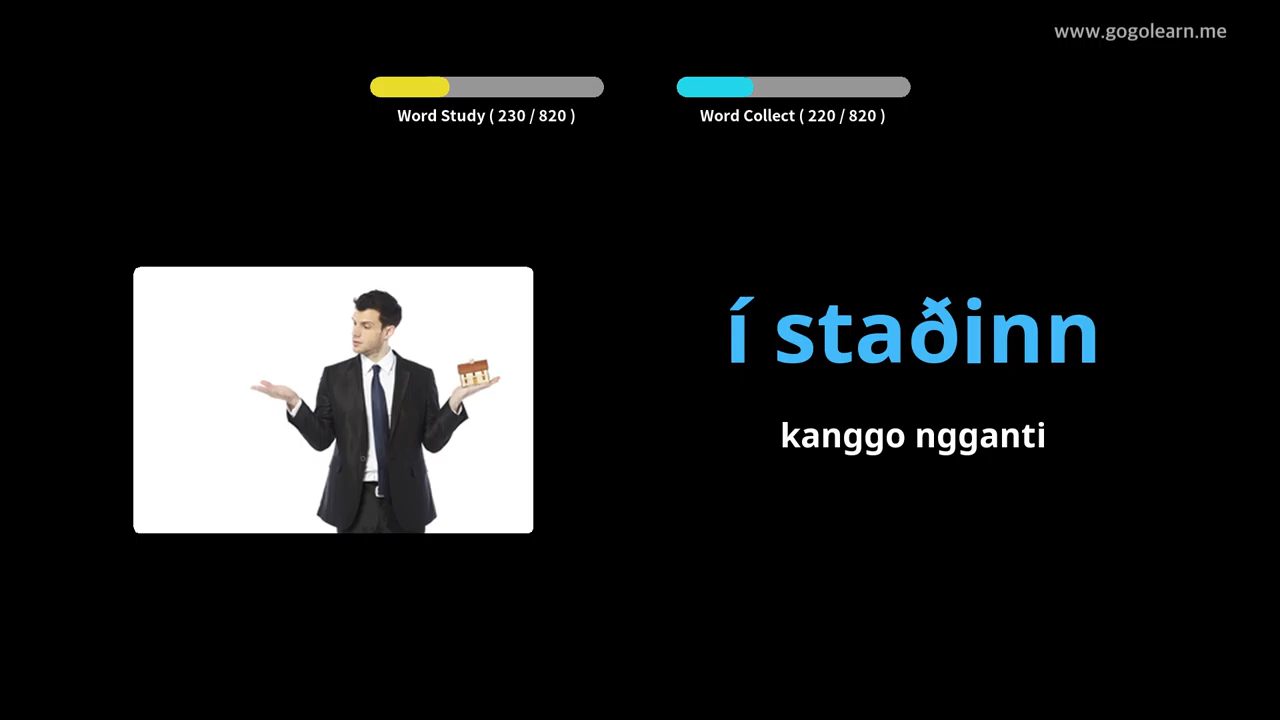 www.gogolearn.me
Word Study ( 230 / 820 )
Word Collect ( 220 / 820 )
í staðinn
kanggo ngganti